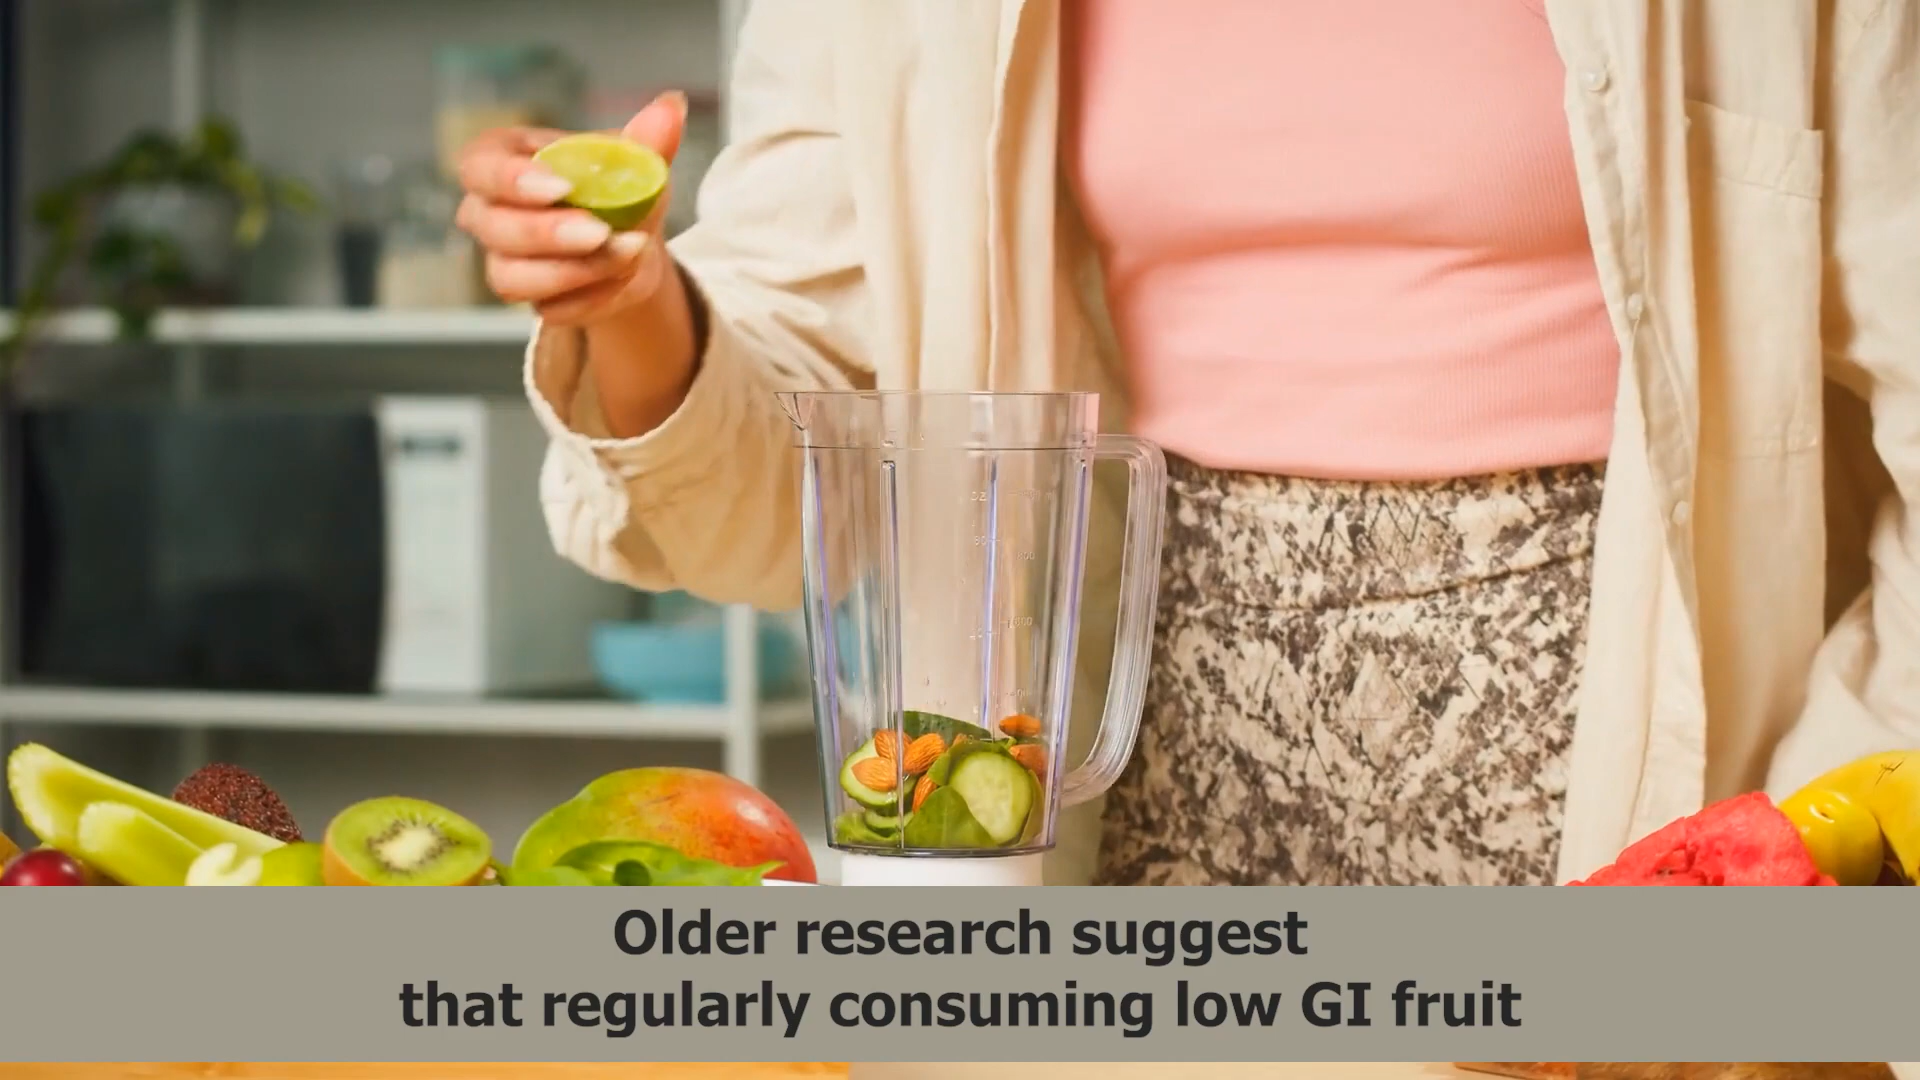 Older research suggest
that regularly consuming low GI fruit